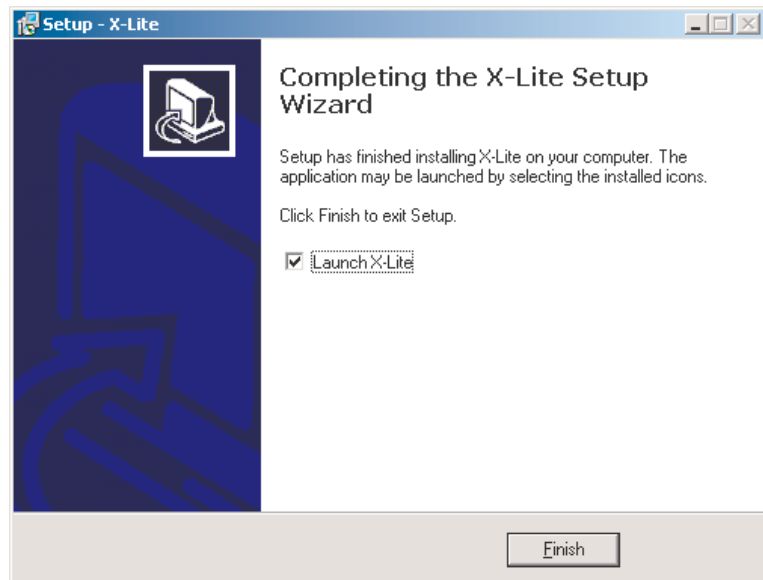 Setup - X-Lite
Completing the X-Lite Setup
Wizard
Setup has finished installing X-Lite on your computer. The
application may be launched by selecting the installed icons.
Click Finish to exit Setup.
Launch X-Lite
Finish